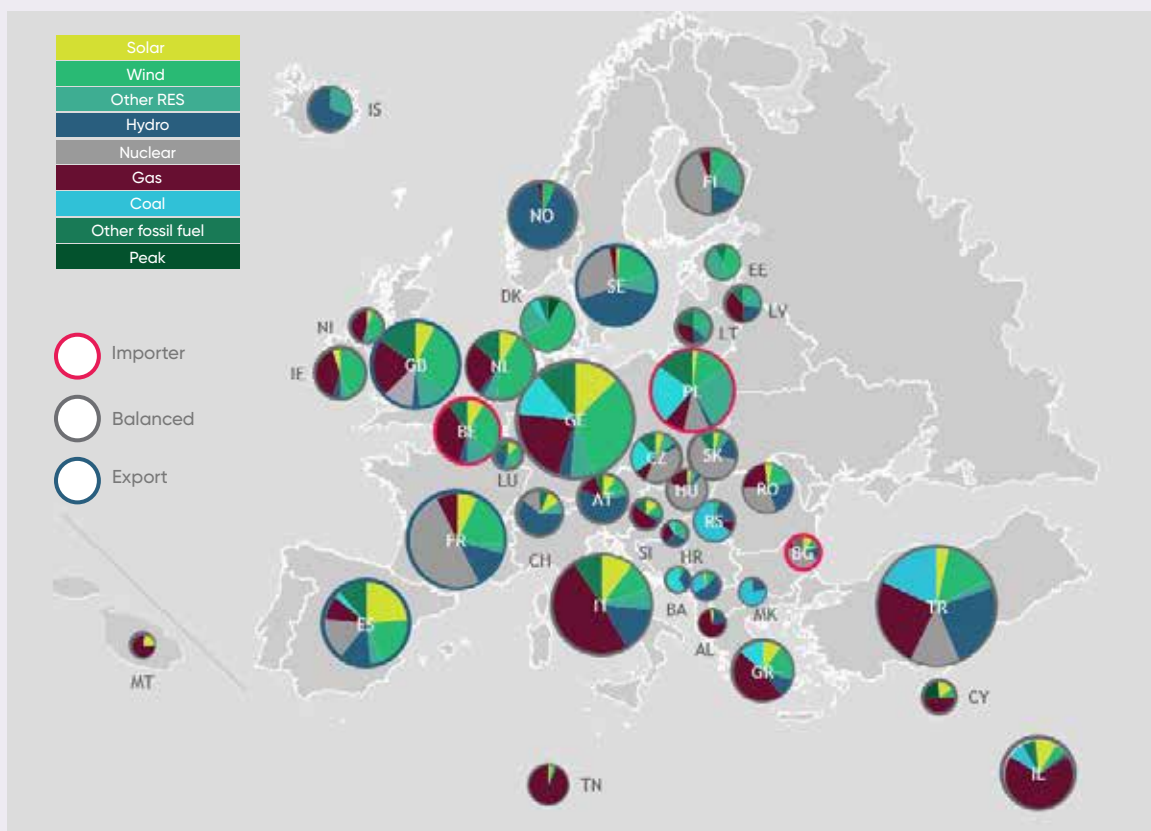 Solar
Wind
Other RES
Hydro
Nuclear
Gas
Coal
Other fossil fuel
Peak
Importer
Balanced
Export
IS
FI
NO
SE
EE
DK
LV
NI
LT
GB
NL
IE
PL
GE
BE
CZ
SK
LU
HU
RO
AT
RS
FR
BG
CH
SI
HR
IT
BA
MK
TR
ES
AL
MT
GR
CY
IL
TN